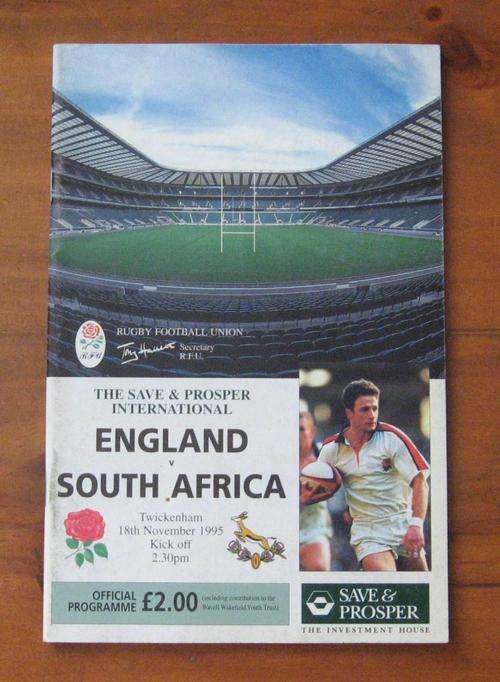 RUGBY FOOTBALL UNION
RFU
Secretary
R.F.U.
THE SAVE & PROSPER
INTERNATIONAL
ENGLAND
v
SOUTH AFRICA
Twickenham
18th November 1995
Kick off
2.30pm
OFFICIAL
PROGRAMME £2.00 (including contribution to the
Wavell Wakefield Youth Trust)
SAVE &
PROSPER
THE INVESTMENT HOUSE